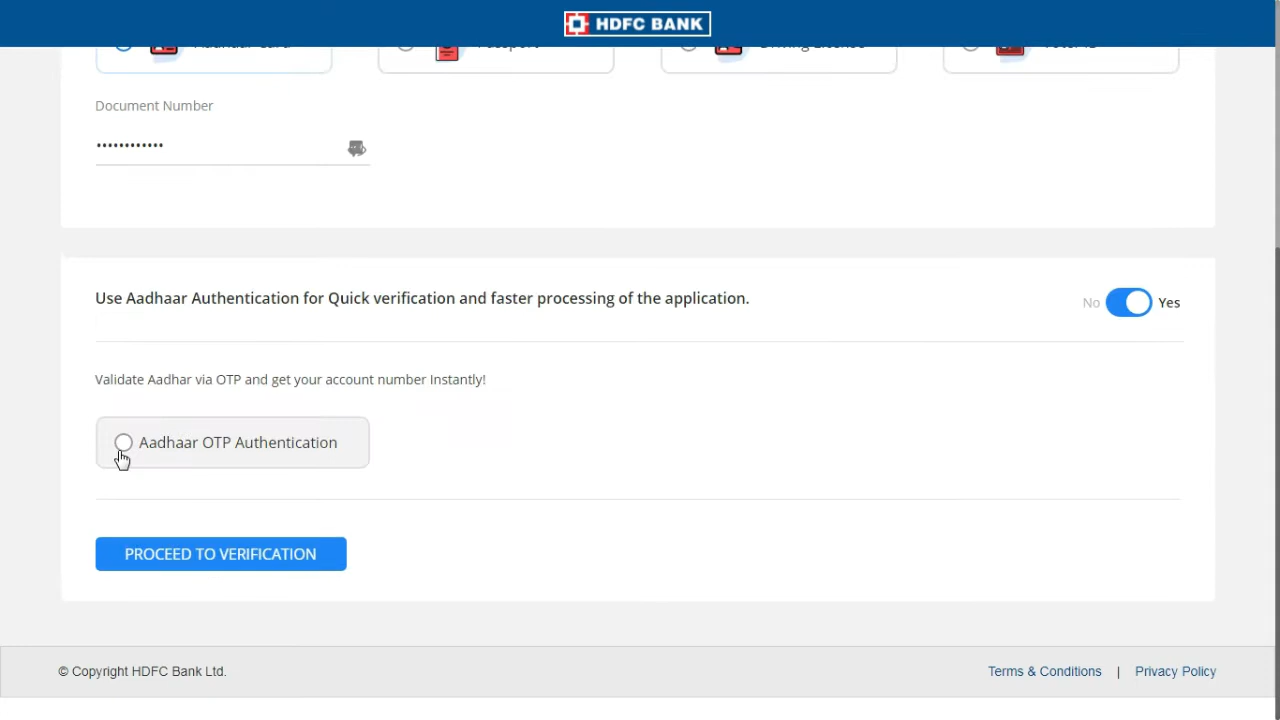 HDFC BANK
Document Number
••••••••••••
Use Aadhaar Authentication for Quick verification and faster processing of the application.
No Yes
Validate Aadhar via OTP and get your account number Instantly!
Aadhaar OTP Authentication
PROCEED TO VERIFICATION
© Copyright HDFC Bank Ltd.
Terms & Conditions | Privacy Policy